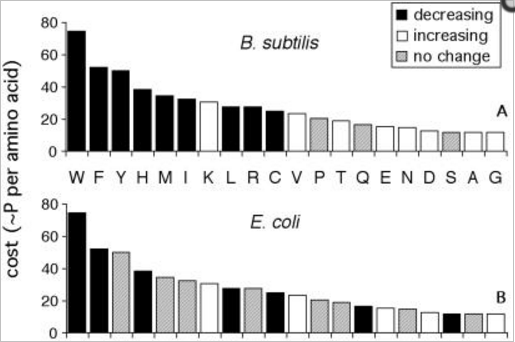 decreasing
increasing
no change
B. subtilis
A
80
60
40
20
0
W F Y H M I K L R C V P T Q E N D S A G
cost (~P per amino acid)
E. coli
B
80
60
40
20
0